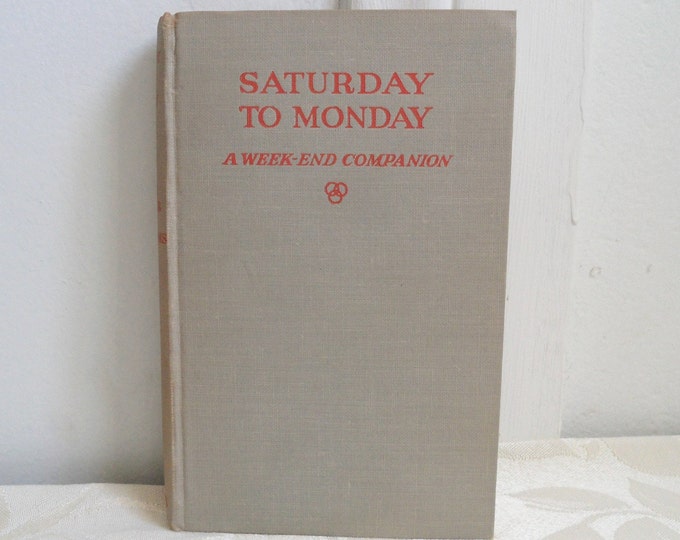 SATURDAY
TO MONDAY
A WEEK-END COMPANION